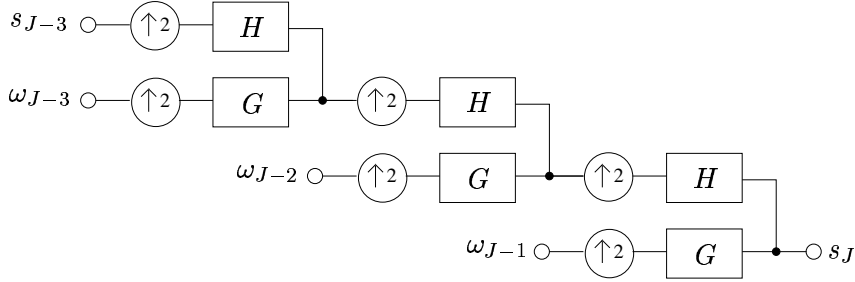 s_{J−3} ↑2 H
ω_{J−3} ↑2 G ↑2 H
ω_{J−2} ↑2 G ↑2 H
ω_{J−1} ↑2 G s_J